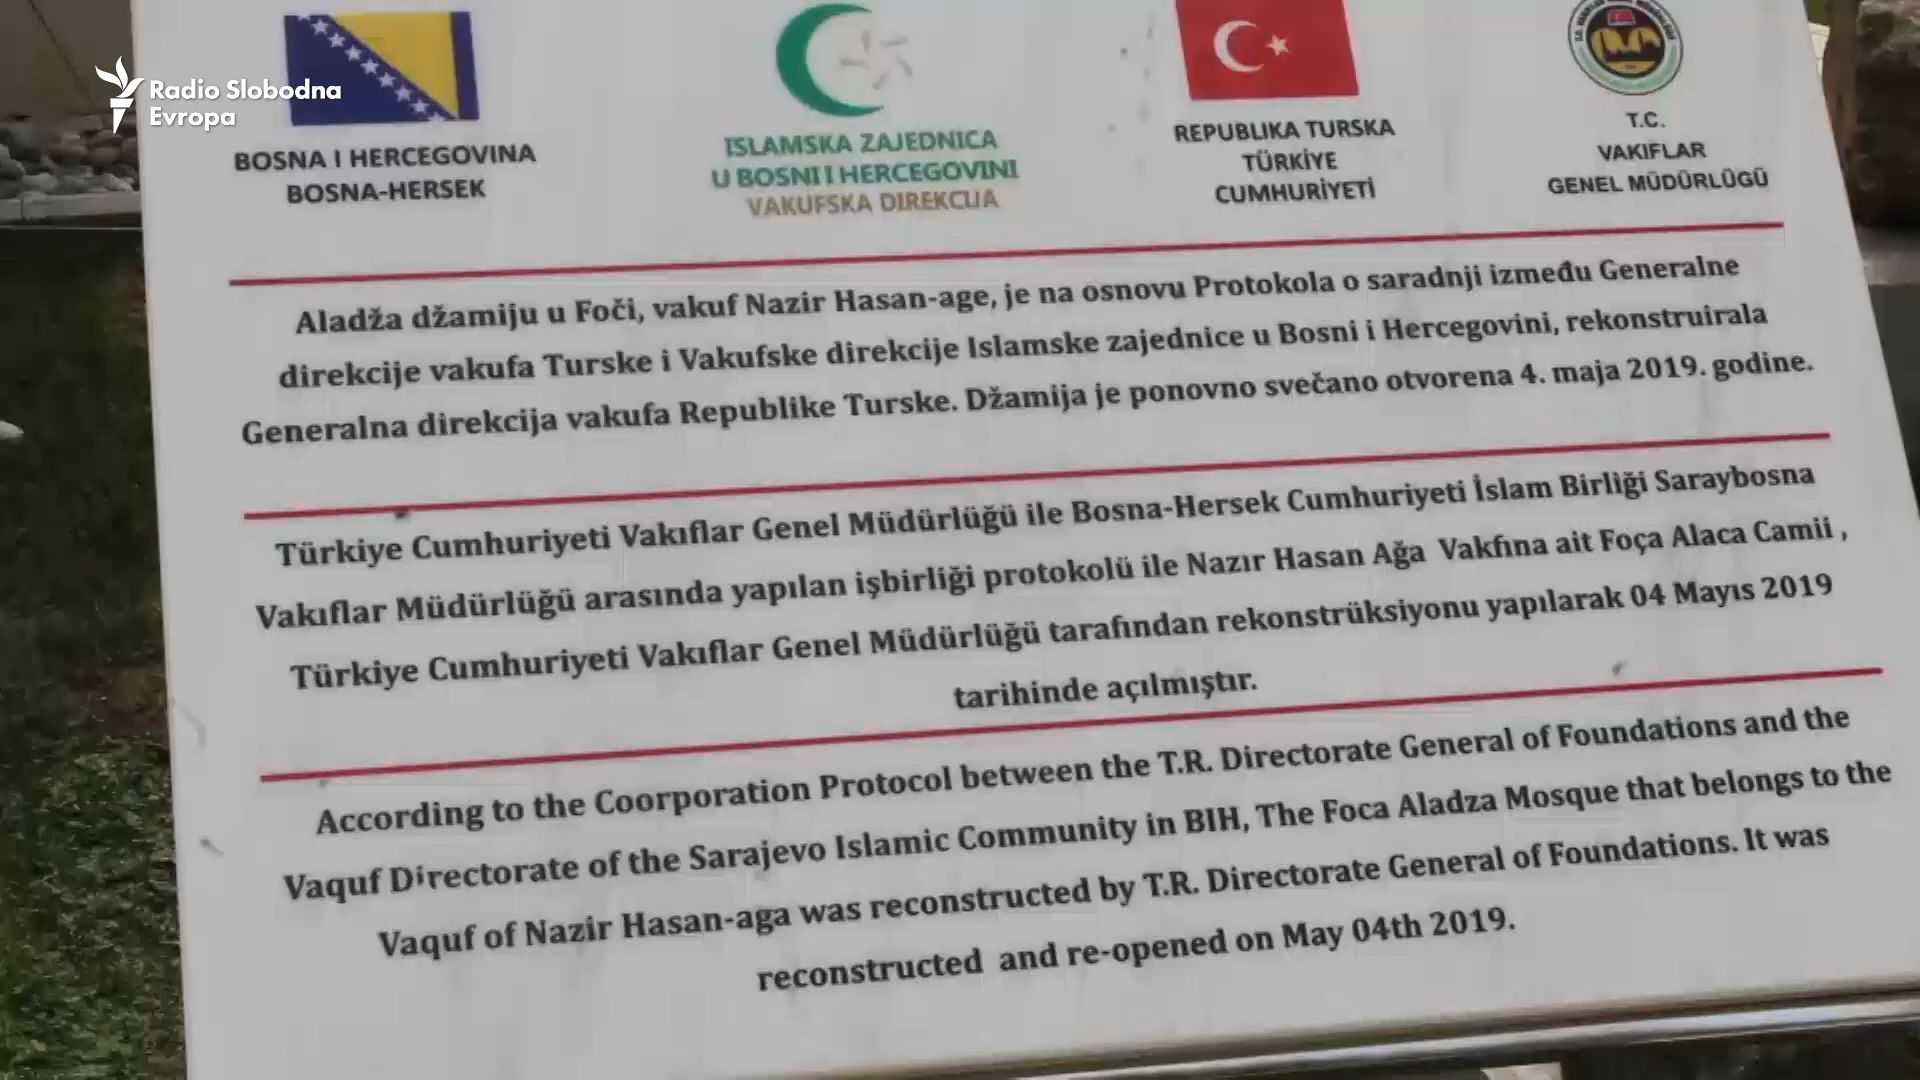 Radio Slobodna
Evropa
BOSNA I HERCEGOVINA
BOSNA-HERSEK
ISLAMSKA ZAJEDNICA
U BOSNI I HERCEGOVINI
VAKUFSKA DIREKCIJA
REPUBLIKA TURSKA
TÜRKİYE
CUMHURİYETİ
T.C.
VAKIFLAR
GENEL MÜDÜRLÜĞÜ
Aladža džamiju u Foči, vakuf Nazir Hasan-age, je na osnovu Protokola o saradnji između Generalne
direkcije vakufa Turske i Vakufske direkcije Islamske zajednice u Bosni i Hercegovini, rekonstruirala
Generalna direkcija vakufa Republike Turske. Džamija je ponovno svečano otvorena 4. maja 2019. godine.
Türkiye Cumhuriyeti Vakıflar Genel Müdürlüğü ile Bosna-Hersek Cumhuriyeti İslam Birliği Saraybosna
Vakıflar Müdürlüğü arasında yapılan işbirliği protokolü ile Nazır Hasan Ağa Vakfına ait Foça Alaca Camii ,
Türkiye Cumhuriyeti Vakıflar Genel Müdürlüğü tarafından rekonstrüksiyonu yapılarak 04 Mayıs 2019
tarihinde açılmıştır.
According to the Coorporation Protocol between the T.R. Directorate General of Foundations and the
Vaquf Directorate of the Sarajevo Islamic Community in BIH, The Foca Aladza Mosque that belongs to the
Vaquf of Nazir Hasan-aga was reconstructed by T.R. Directorate General of Foundations. It was
reconstructed and re-opened on May 04th 2019.